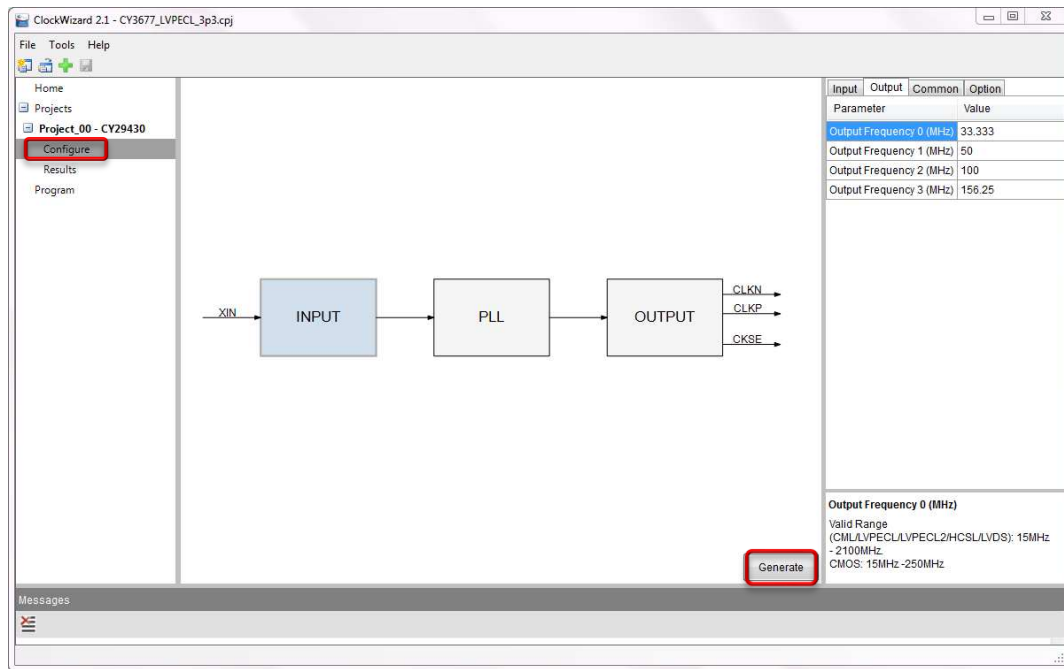 ClockWizard 2.1 - CY3677_LVPECL_3p3.cpj
File Tools Help
Home
Projects
Project_00 - CY29430
Configure
Results
Program
XIN
INPUT
PLL
OUTPUT
CLKN
CLKP
CKSE
Generate
Input Output Common Option
Parameter Value
Output Frequency 0 (MHz) 33.333
Output Frequency 1 (MHz) 50
Output Frequency 2 (MHz) 100
Output Frequency 3 (MHz) 156.25
Output Frequency 0 (MHz)
Valid Range
(CML/LVPECL/LVPECL2/HCSL/LVDS): 15MHz
- 2100MHz.
CMOS: 15MHz -250MHz
Messages